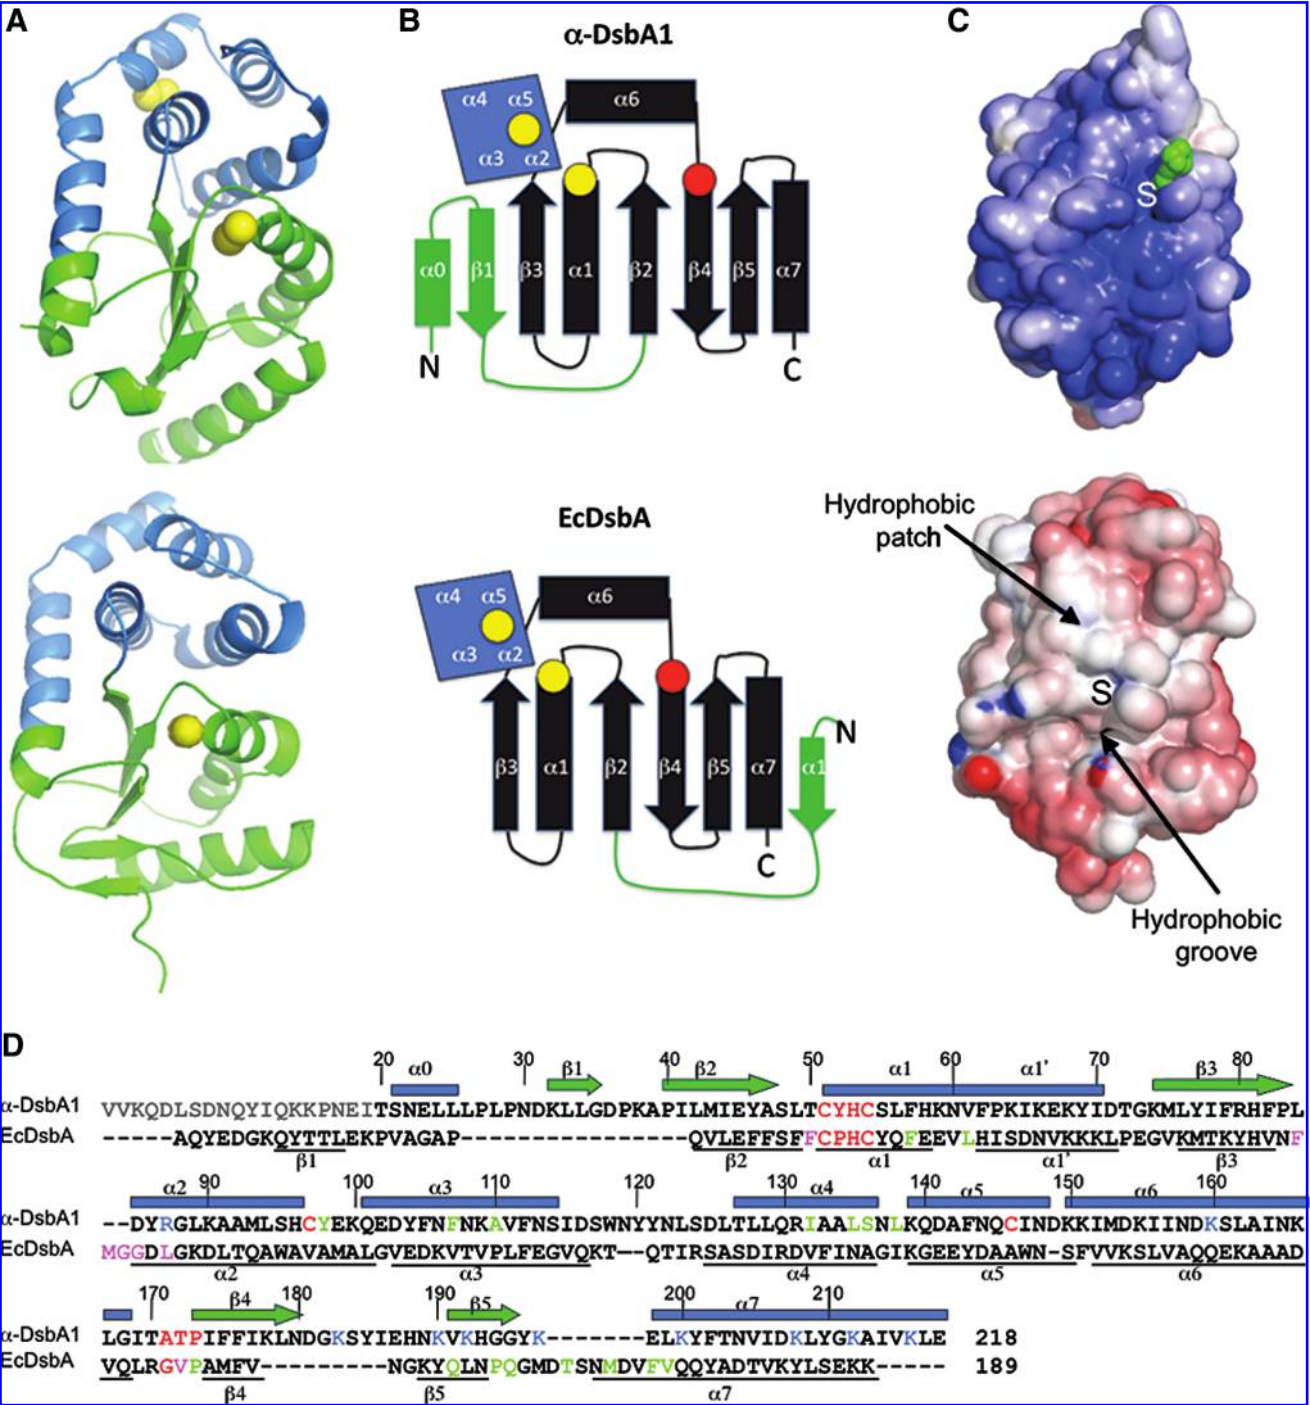 A
B
C
α-DsbA1
α4 α5
α3 α2
α6
α0
β1
β3
α1
β2
β4
β5
α7
N
C
S
EcDsbA
α4 α5
α3 α2
α6
β3
α1
β2
β4
β5
α7
α1
N
C
Hydrophobic
patch
S
Hydrophobic
groove
D
20 α0 30 β1 40 β2 50 α1 60 α1' 70 β3 80
α-DsbA1 VVKQDLSDNQYIQKKPNEITSNELLLPLPNDKLLGDPKAPILMIEYASLTCYHCSLFHKNVFPKIKEKYIDTGKMLYIFRHFPL
EcDsbA -----AQYEDGKQYTTLEKPVAGAP----------------QVLEFFSFFCPHCYQFEEVLHISDNVKKKLPEGVKMTKYHVNF
β1 β2 α1 α1' β3
α2 90 100 α3 110 120 130 α4 140 α5 150 α6 160
α-DsbA1 --DYRGLKAAMLSHCYEKQEDYFNFNKAVFNSIDSWNYYNLSDLTLLQRIAALSNLKQDAFNQCINDKKIMDKIINDKSLAINK
EcDsbA MGGDLGKDLTQAWAVAMALGVEDKVTVPLFEGVQKT--QTIRSASDIRDVFINAGIKGEEYDAAWN-SFVVKSLVAQQEKAAAD
α2 α3 α4 α5 α6
170 β4 180 190 β5 200 α7 210
α-DsbA1 LGITATPIFFIKLNDGKSYIEHNKVKHGGYK-------ELKYFTNVIDKLYGKAIVKLE 218
EcDsbA VQLRGVPAMFV---------NGKYQLNPQGMDTSNMDVFVQQYADTVKYLSEKK----- 189
β4 β5 α7